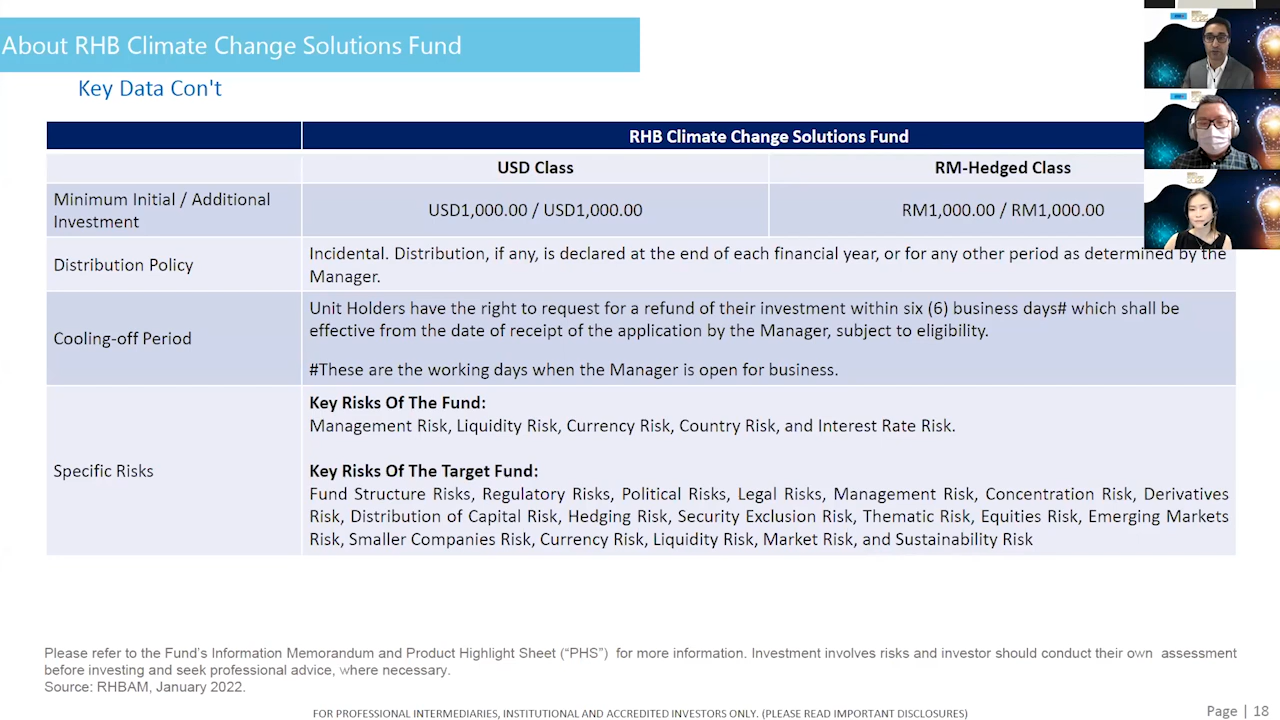 About RHB Climate Change Solutions Fund
Key Data Con't
RHB Climate Change Solutions Fund
USD Class
RM-Hedged Class
Minimum Initial / Additional
Investment
USD1,000.00 / USD1,000.00
RM1,000.00 / RM1,000.00
Distribution Policy
Incidental. Distribution, if any, is declared at the end of each financial year, or for any other period as determined by the
Manager.
Cooling-off Period
Unit Holders have the right to request for a refund of their investment within six (6) business days# which shall be
effective from the date of receipt of the application by the Manager, subject to eligibility.
#These are the working days when the Manager is open for business.
Specific Risks
Key Risks Of The Fund:
Management Risk, Liquidity Risk, Currency Risk, Country Risk, and Interest Rate Risk.
Key Risks Of The Target Fund:
Fund Structure Risks, Regulatory Risks, Political Risks, Legal Risks, Management Risk, Concentration Risk, Derivatives
Risk, Distribution of Capital Risk, Hedging Risk, Security Exclusion Risk, Thematic Risk, Equities Risk, Emerging Markets
Risk, Smaller Companies Risk, Currency Risk, Liquidity Risk, Market Risk, and Sustainability Risk
Please refer to the Fund's Information Memorandum and Product Highlight Sheet (“PHS”) for more information. Investment involves risks and investor should conduct their own assessment
before investing and seek professional advice, where necessary.
Source: RHBAM, January 2022.
FOR PROFESSIONAL INTERMEDIARIES, INSTITUTIONAL AND ACCREDITED INVESTORS ONLY. (PLEASE READ IMPORTANT DISCLOSURES)
Page | 18